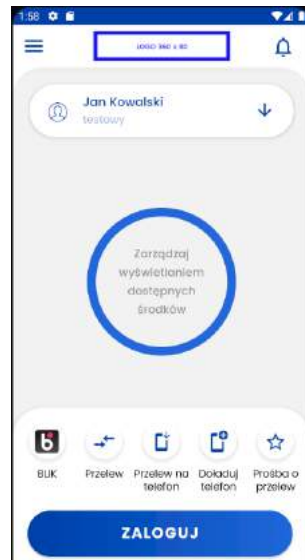 1:58
LOGO 360 x 80
Jan Kowalski
testowy
Zarządzaj
wyświetlaniem
dostępnych
środków
BLIK
Przelew
Przelew na
telefon
Doładuj
telefon
Prośba o
przelew
ZALOGUJ